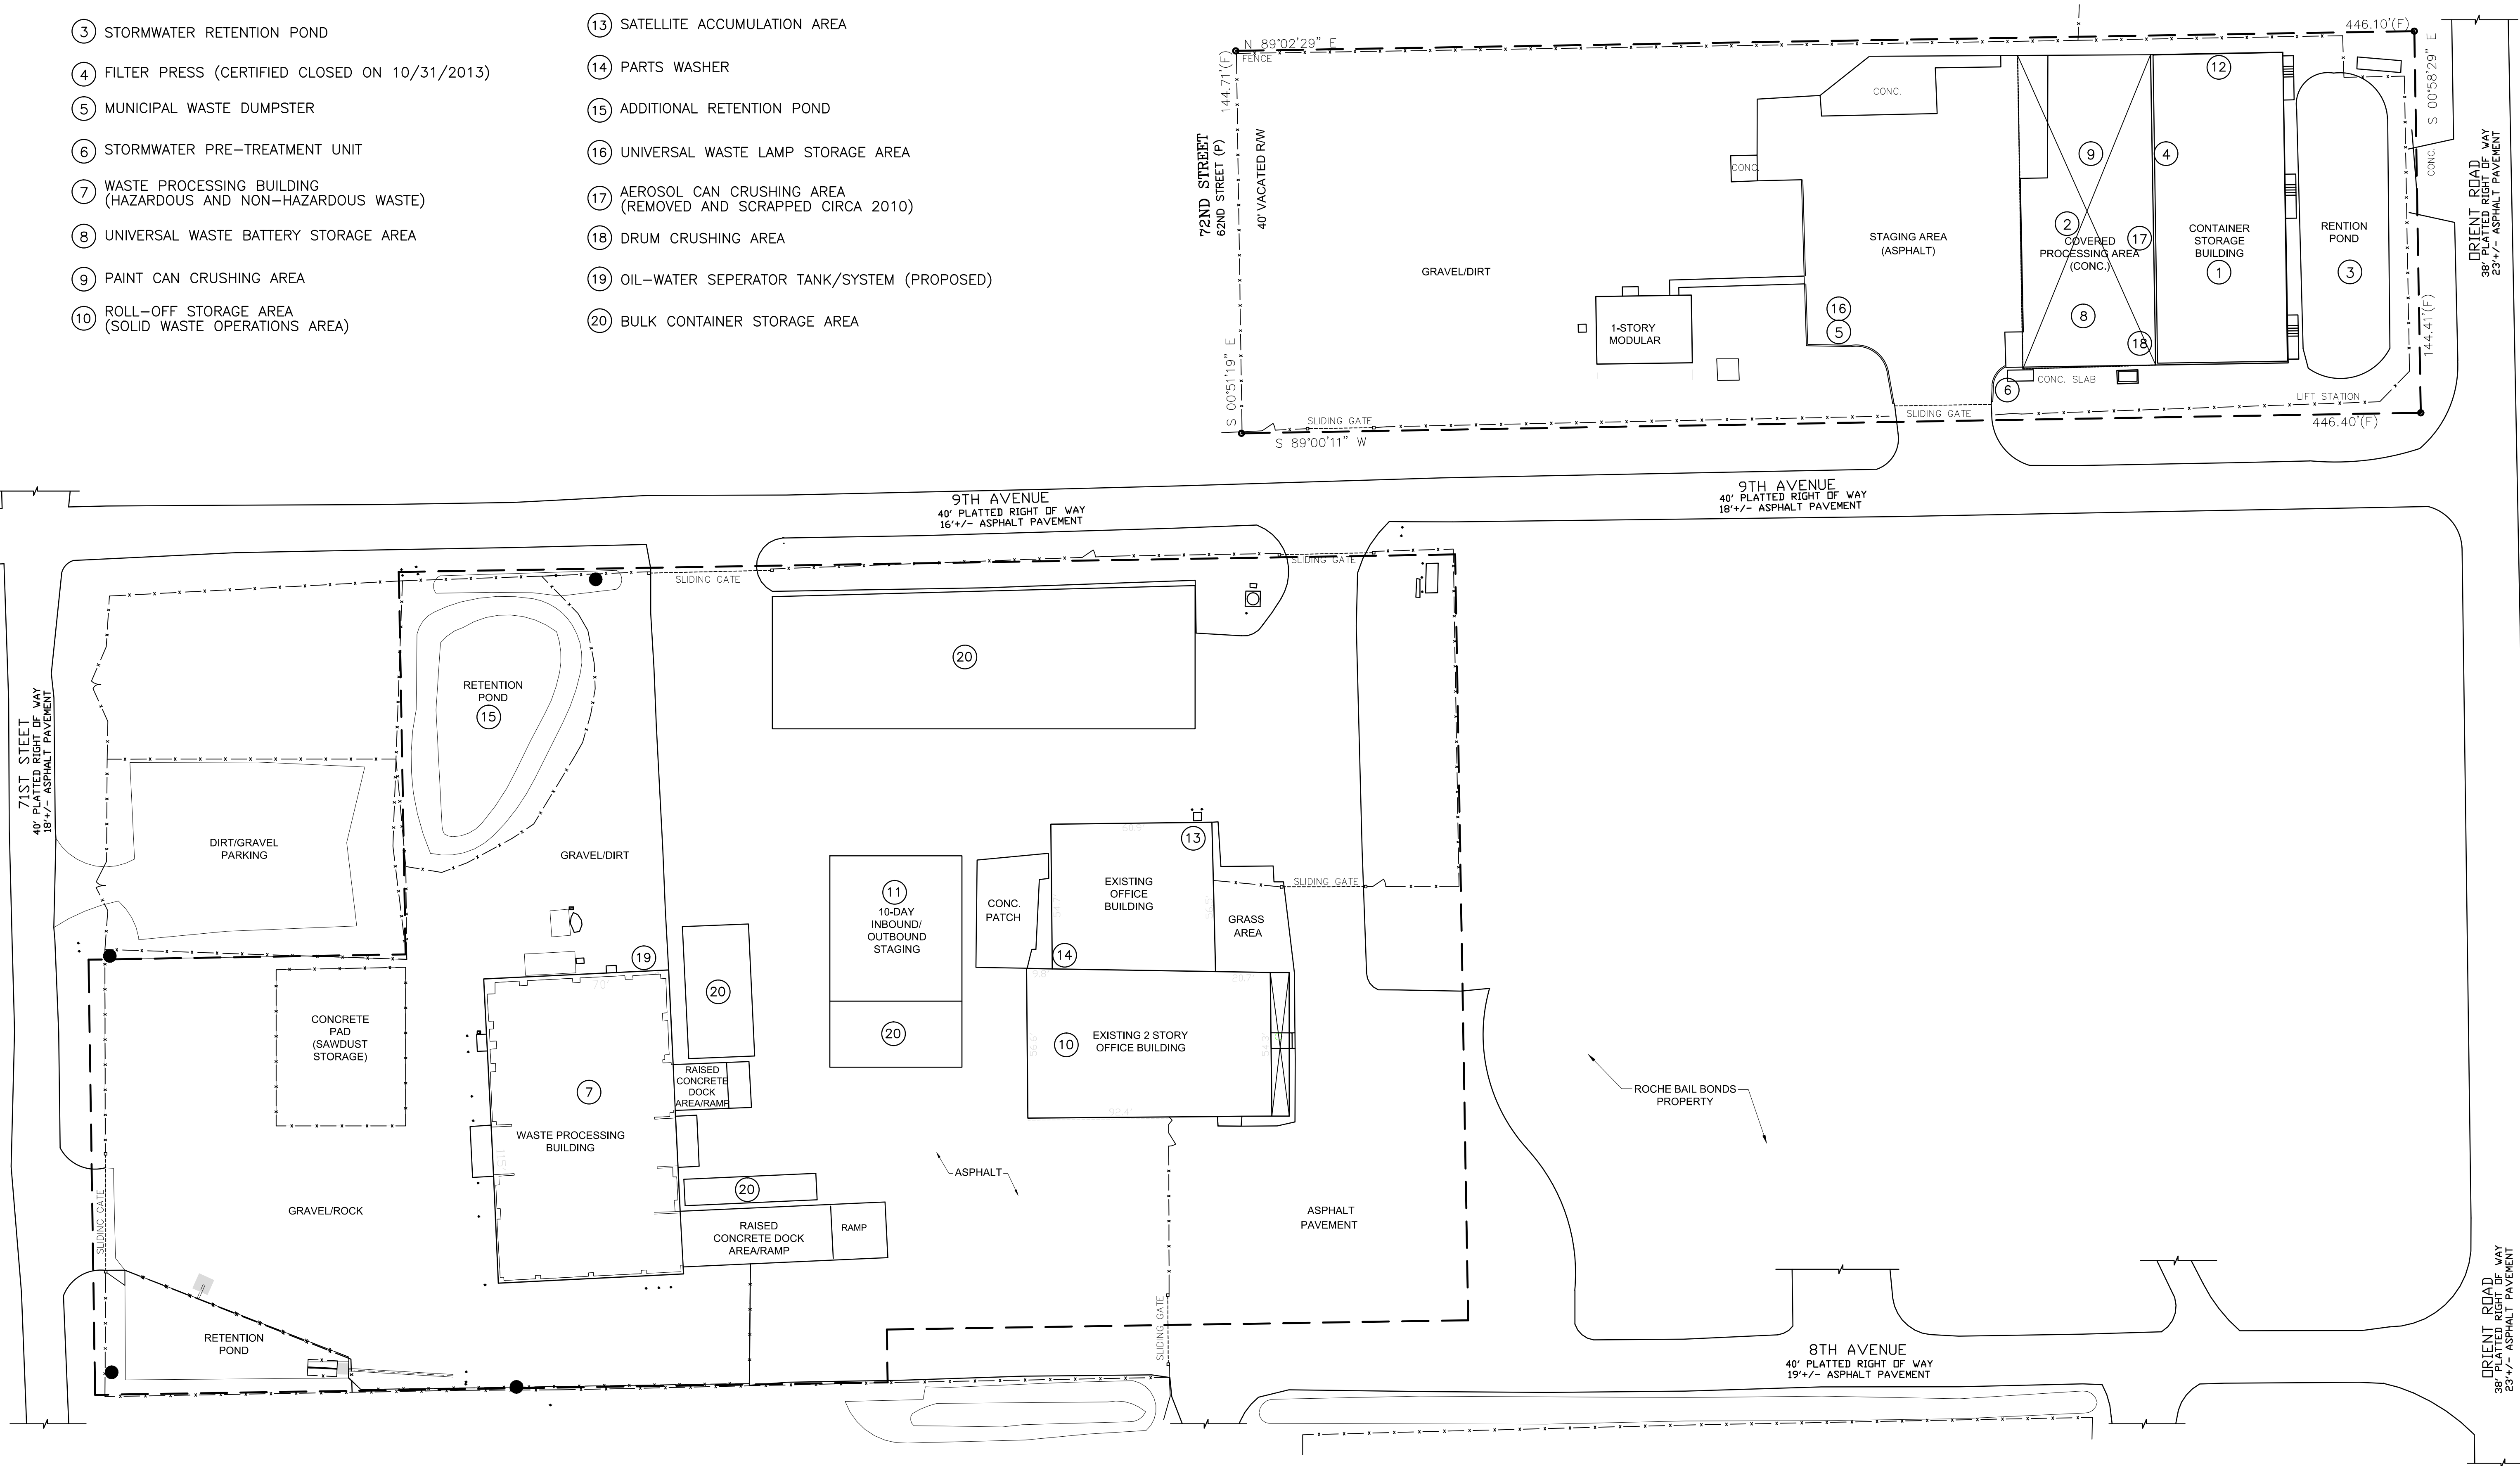 3 STORMWATER RETENTION POND
4 FILTER PRESS (CERTIFIED CLOSED ON 10/31/2013)
5 MUNICIPAL WASTE DUMPSTER
6 STORMWATER PRE-TREATMENT UNIT
7 WASTE PROCESSING BUILDING
(HAZARDOUS AND NON-HAZARDOUS WASTE)
8 UNIVERSAL WASTE BATTERY STORAGE AREA
9 PAINT CAN CRUSHING AREA
10 ROLL-OFF STORAGE AREA
(SOLID WASTE OPERATIONS AREA)
13 SATELLITE ACCUMULATION AREA
14 PARTS WASHER
15 ADDITIONAL RETENTION POND
16 UNIVERSAL WASTE LAMP STORAGE AREA
17 AEROSOL CAN CRUSHING AREA
(REMOVED AND SCRAPPED CIRCA 2010)
18 DRUM CRUSHING AREA
19 OIL-WATER SEPERATOR TANK/SYSTEM (PROPOSED)
20 BULK CONTAINER STORAGE AREA
N 89°02'29" E
FENCE
446.10'(F)
144.71'(F)
S 00°51'19" E
72ND STREET
62ND STREET (P)
40' VACATED R/W
GRAVEL/DIRT
CONC.
CONC.
STAGING AREA
(ASPHALT)
1-STORY
MODULAR
16
5
9
2
COVERED
PROCESSING AREA
(CONC.)
17
8
18
4
12
CONTAINER
STORAGE
BUILDING
1
RENTION
POND
3
S 00°58'29" E
CONC.
144.41'(F)
ORIENT ROAD
38' PLATTED RIGHT OF WAY
23'+/- ASPHALT PAVEMENT
6
CONC. SLAB
LIFT STATION
SLIDING GATE
SLIDING GATE
S 89°00'11" W
446.40'(F)
9TH AVENUE
40' PLATTED RIGHT OF WAY
16'+/- ASPHALT PAVEMENT
9TH AVENUE
40' PLATTED RIGHT OF WAY
18'+/- ASPHALT PAVEMENT
SLIDING GATE
SLIDING GATE
20
RETENTION
POND
15
71ST STEET
40' PLATTED RIGHT OF WAY
18'+/- ASPHALT PAVEMENT
DIRT/GRAVEL
PARKING
GRAVEL/DIRT
11
10-DAY
INBOUND/
OUTBOUND
STAGING
20
CONC.
PATCH
60.9'
13
EXISTING
OFFICE
BUILDING
14
GRASS
AREA
SLIDING GATE
19
20
70'
CONCRETE
PAD
(SAWDUST
STORAGE)
10
EXISTING 2 STORY
OFFICE BUILDING
92.4'
RAISED
CONCRETE
DOCK
AREA/RAMP
7
WASTE PROCESSING
BUILDING
115'
20
ASPHALT
ROCHE BAIL BONDS
PROPERTY
SLIDING GATE
GRAVEL/ROCK
RAISED
CONCRETE DOCK
AREA/RAMP
RAMP
ASPHALT
PAVEMENT
SLIDING GATE
RETENTION
POND
8TH AVENUE
40' PLATTED RIGHT OF WAY
19'+/- ASPHALT PAVEMENT
ORIENT ROAD
38' PLATTED RIGHT OF WAY
23'+/- ASPHALT PAVEMENT